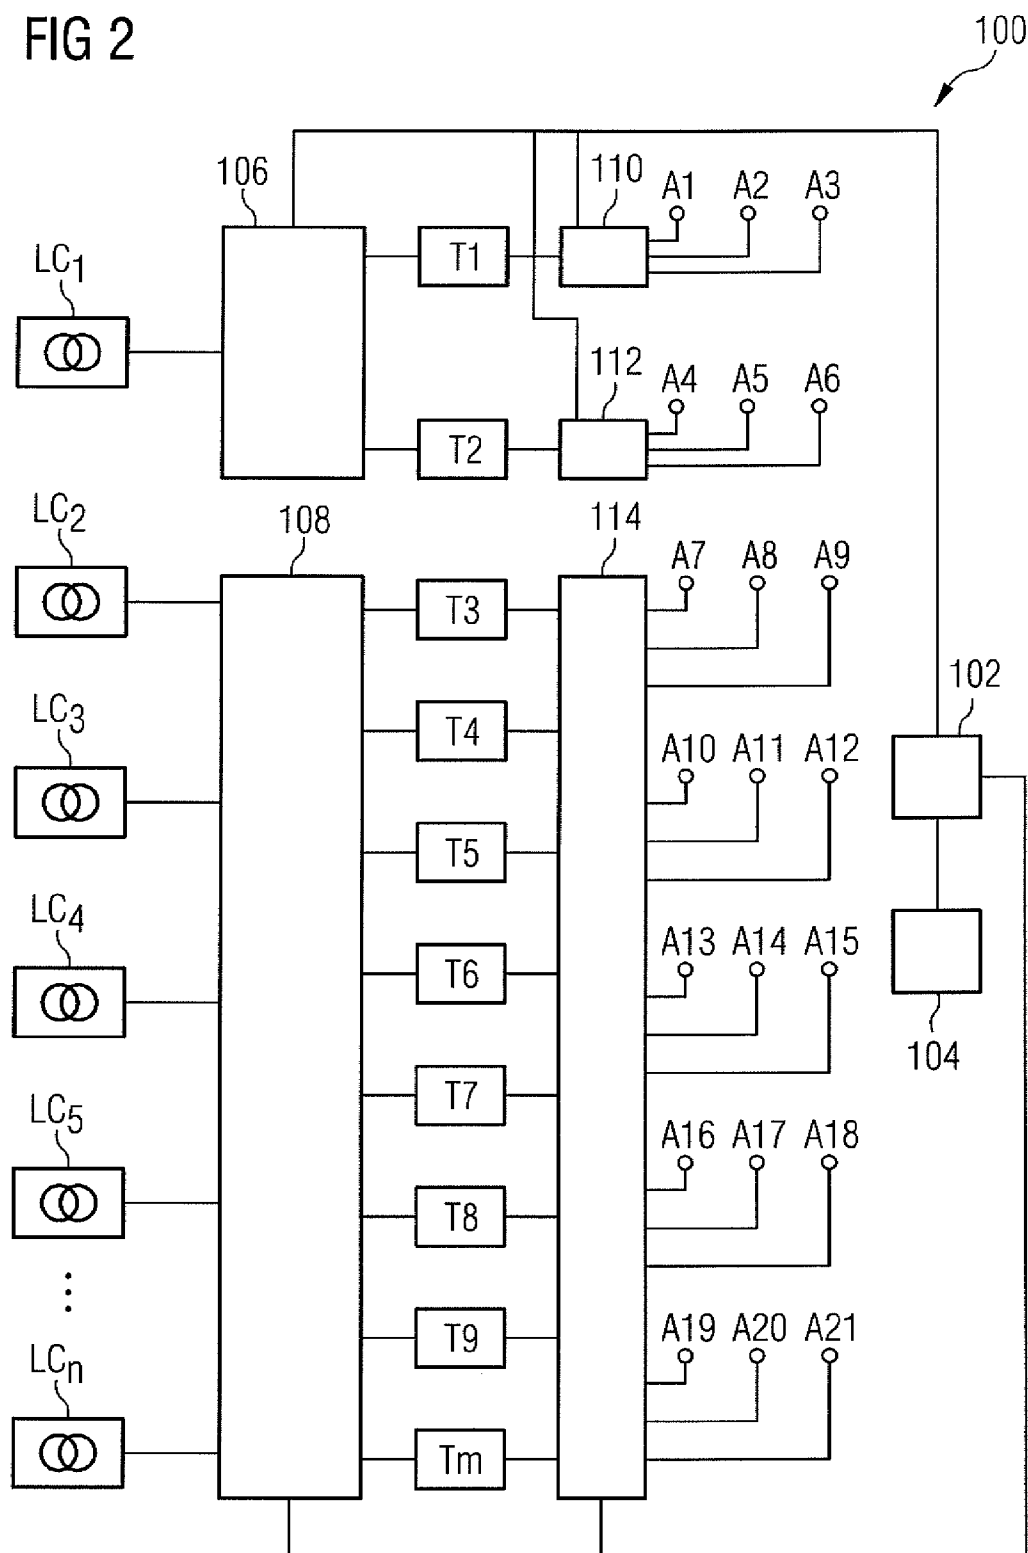 FIG 2
100
106
110
A1 A2 A3
T1
LC1
112
A4 A5 A6
T2
LC2
108
114
A7 A8 A9
T3
LC3
T4
A10 A11 A12
102
T5
LC4
T6
A13 A14 A15
104
T7
LC5
A16 A17 A18
T8
...
T9
A19 A20 A21
LCn
Tm